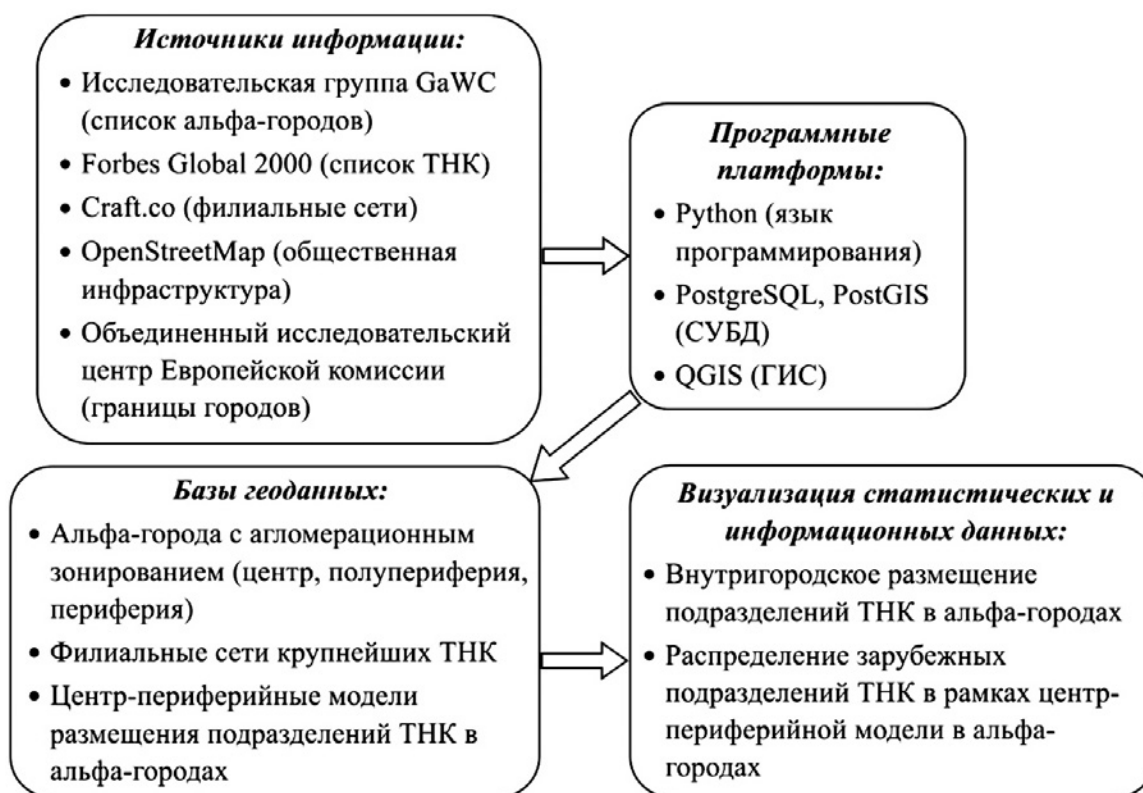 Источники информации:
• Исследовательская группа GaWC
(список альфа-городов)
• Forbes Global 2000 (список ТНК)
• Craft.co (филиальные сети)
• OpenStreetMap (общественная
инфраструктура)
• Объединенный исследовательский
центр Европейской комиссии
(границы городов)
Программные
платформы:
• Python (язык
программирования)
• PostgreSQL, PostGIS
(СУБД)
• QGIS (ГИС)
Базы геоданных:
• Альфа-города с агломерационным
зонированием (центр, полупериферия,
периферия)
• Филиальные сети крупнейших ТНК
• Центр-периферийные модели
размещения подразделений ТНК в
альфа-городах
Визуализация статистических и
информационных данных:
• Внутригородское размещение
подразделений ТНК в альфа-городах
• Распределение зарубежных
подразделений ТНК в рамках центр-
периферийной модели в альфа-
городах